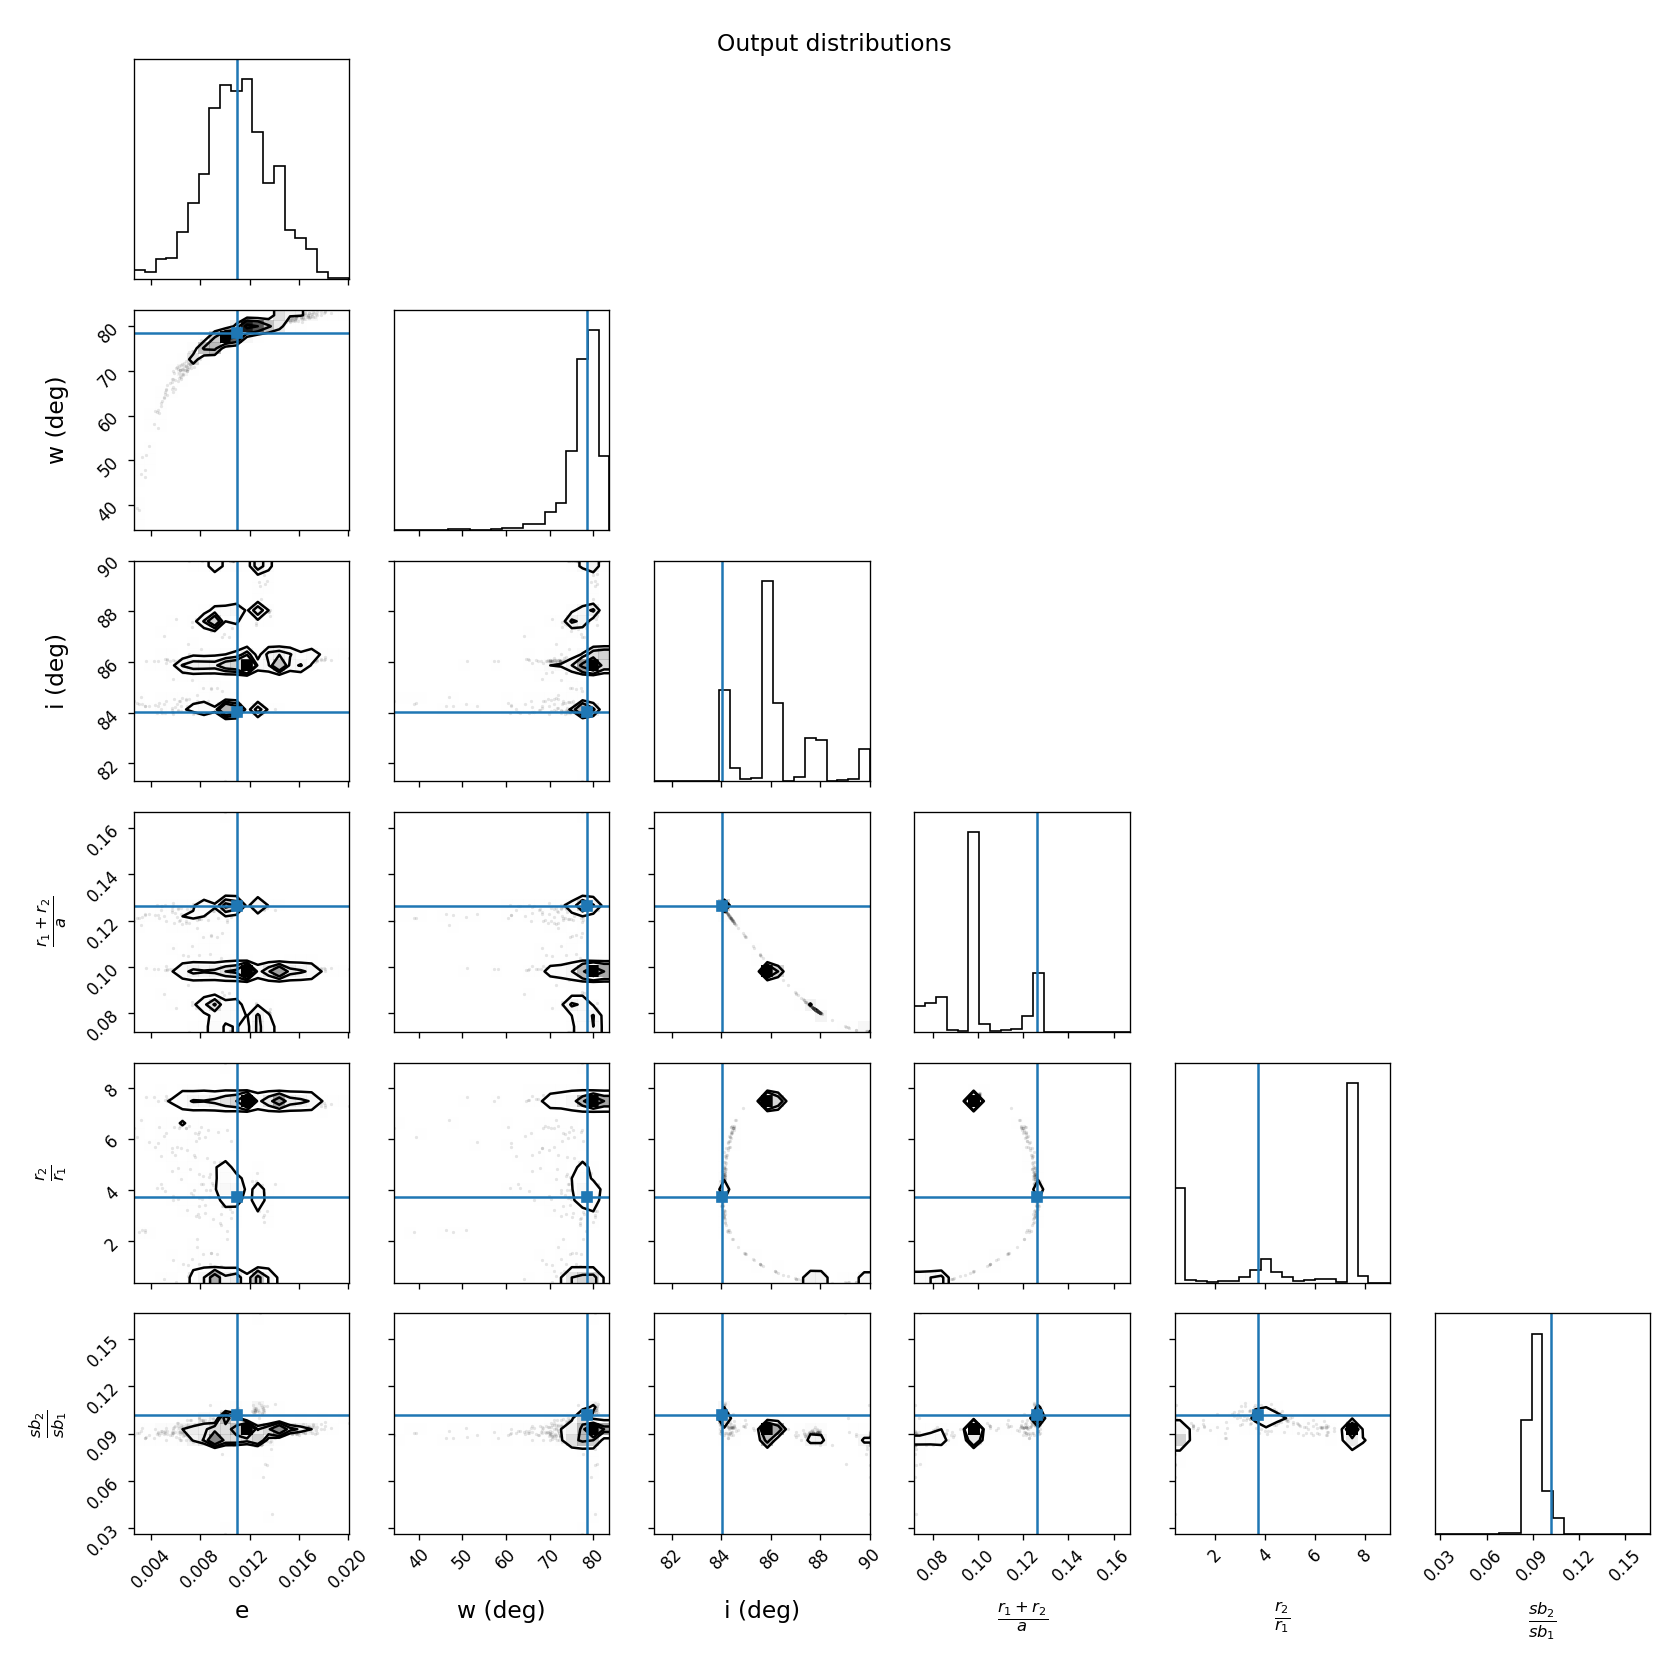 Output distributions
80
70
60
50
40
w (deg)
90
88
86
84
82
i (deg)
0.16
0.14
0.12
0.10
0.08
r₁ + r₂
a
8
6
4
2
r₂
r₁
0.15
0.12
0.09
0.06
0.03
sb₂
sb₁
0.004 0.008 0.012 0.016 0.020 40 50 60 70 80 82 84 86 88 90 0.08 0.10 0.12 0.14 0.16 2 4 6 8 0.03 0.06 0.09 0.12 0.15
e w (deg) i (deg) r₁ + r₂ r₂ sb₂
a r₁ sb₁